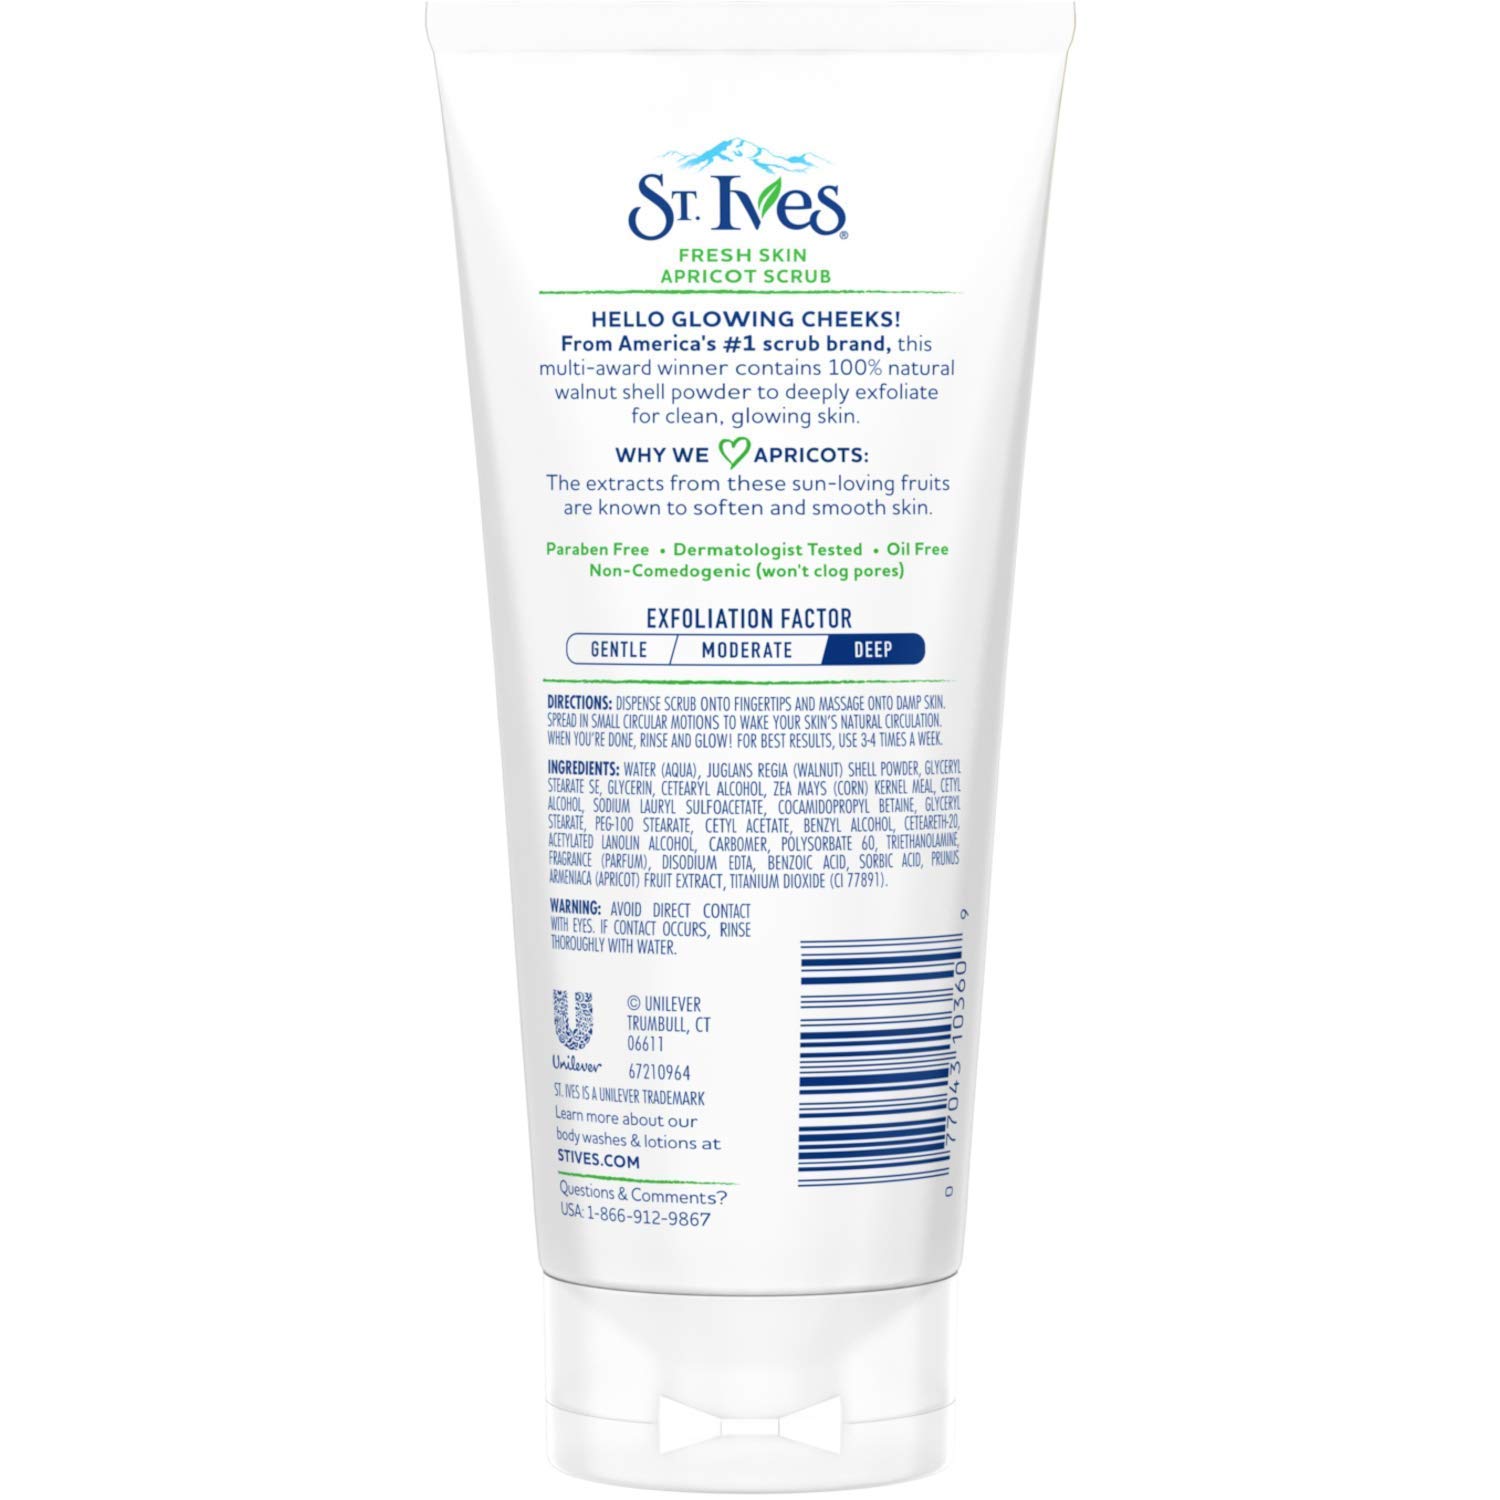 ST. IVES®
FRESH SKIN
APRICOT SCRUB
HELLO GLOWING CHEEKS!
From America's #1 scrub brand, this
multi-award winner contains 100% natural
walnut shell powder to deeply exfoliate
for clean, glowing skin.
WHY WE ♡ APRICOTS:
The extracts from these sun-loving fruits
are known to soften and smooth skin.
Paraben Free • Dermatologist Tested • Oil Free
Non-Comedogenic (won't clog pores)
EXFOLIATION FACTOR
GENTLE / MODERATE DEEP
DIRECTIONS: DISPENSE SCRUB ONTO FINGERTIPS AND MASSAGE ONTO DAMP SKIN.
SPREAD IN SMALL CIRCULAR MOTIONS TO WAKE YOUR SKIN'S NATURAL CIRCULATION.
WHEN YOU'RE DONE, RINSE AND GLOW! FOR BEST RESULTS, USE 3-4 TIMES A WEEK.
INGREDIENTS: WATER (AQUA), JUGLANS REGIA (WALNUT) SHELL POWDER, GLYCERYL
STEARATE SE, GLYCERIN, CETEARYL ALCOHOL, ZEA MAYS (CORN) KERNEL MEAL, CETYL
ALCOHOL, SODIUM LAURYL SULFOACETATE, COCAMIDOPROPYL BETAINE, GLYCERYL
STEARATE, PEG-100 STEARATE, CETYL ACETATE, BENZYL ALCOHOL, CETEARETH-20,
ACETYLATED LANOLIN ALCOHOL, CARBOMER, POLYSORBATE 60, TRIETHANOLAMINE,
FRAGRANCE (PARFUM), DISODIUM EDTA, BENZOIC ACID, SORBIC ACID, PRUNUS
ARMENIACA (APRICOT) FRUIT EXTRACT, TITANIUM DIOXIDE (CI 77891).
WARNING: AVOID DIRECT CONTACT
WITH EYES. IF CONTACT OCCURS, RINSE
THOROUGHLY WITH WATER.
© UNILEVER
TRUMBULL, CT
06611
Unilever
67210964
ST. IVES IS A UNILEVER TRADEMARK
Learn more about our
body washes & lotions at
STIVES.COM
Questions & Comments?
USA: 1-866-912-9867
0 77043 10360 9